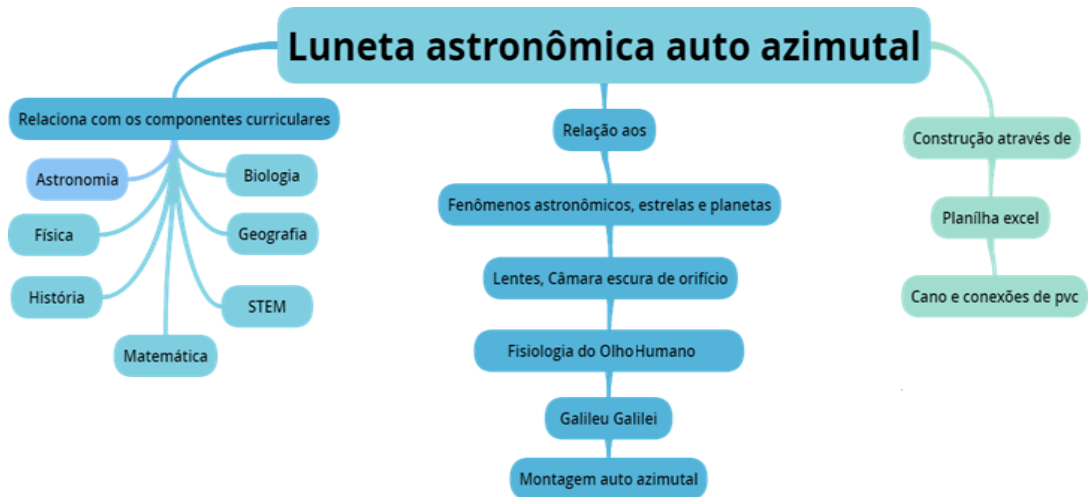 Luneta astronômica auto azimutal
Relaciona com os componentes curriculares
Astronomia
Biologia
Física
Geografia
História
STEM
Matemática
Relação aos
Fenômenos astronômicos, estrelas e planetas
Lentes, Câmara escura de orifício
Fisiologia do Olho Humano
Galileu Galilei
Montagem auto azimutal
Construção através de
Planílha excel
Cano e conexões de pvc